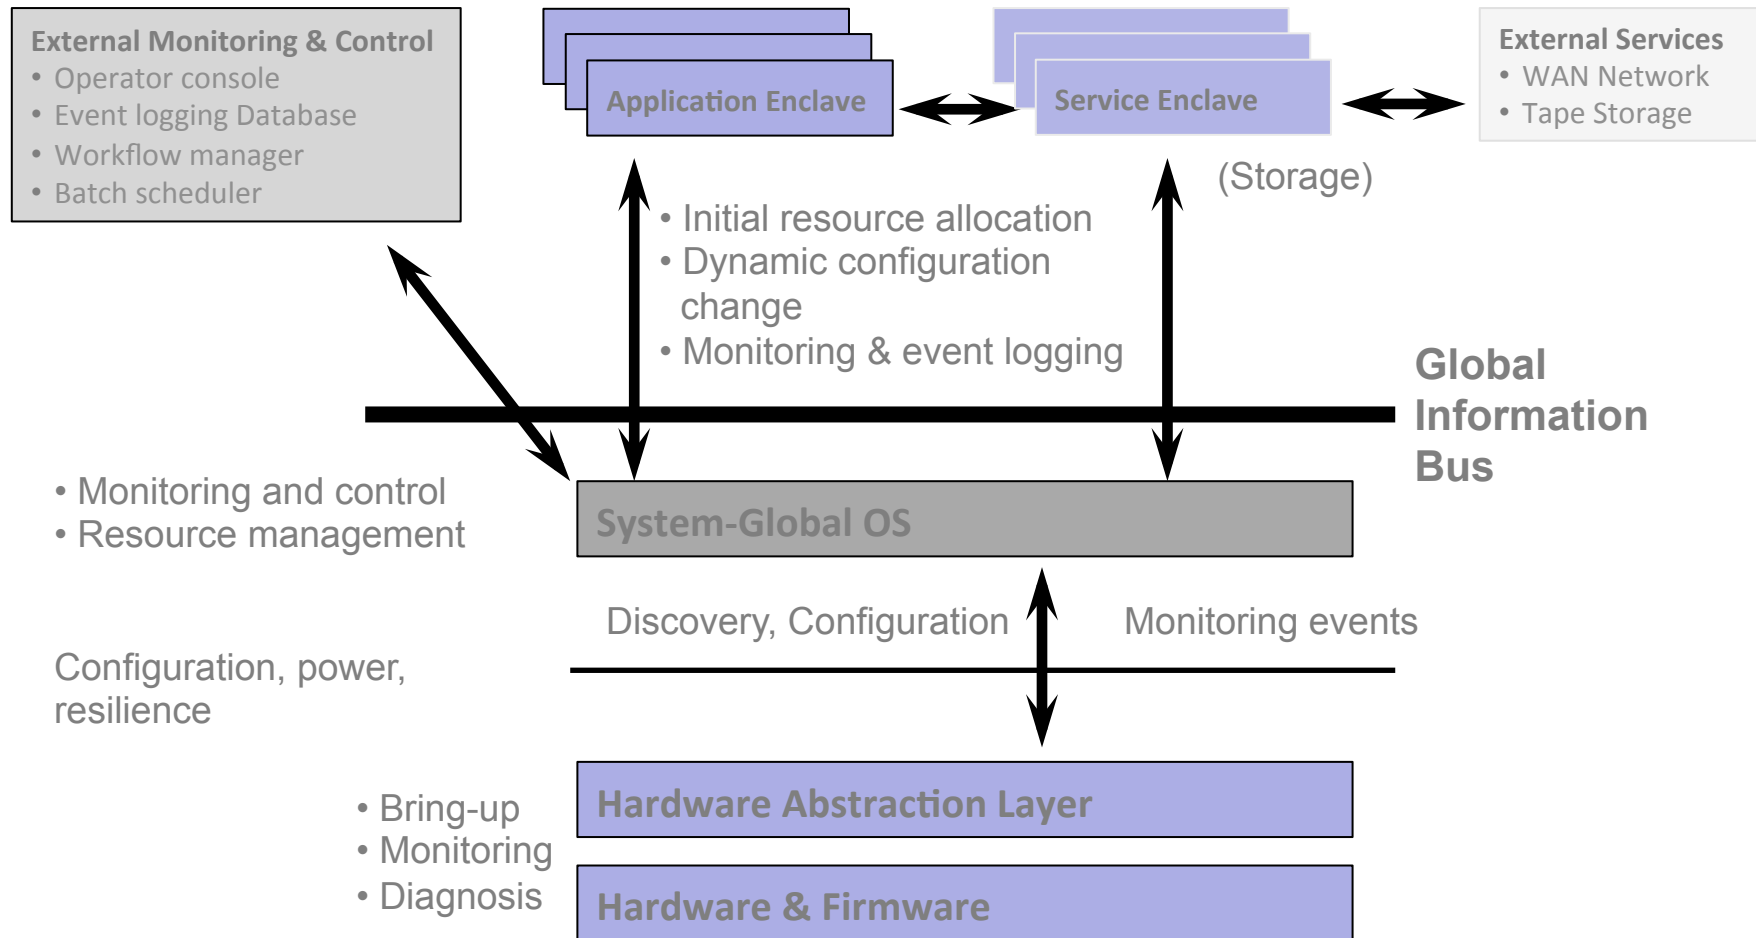 External Monitoring & Control
• Operator console
• Event logging Database
• Workflow manager
• Batch scheduler
Application Enclave
Service Enclave
External Services
• WAN Network
• Tape Storage
(Storage)
• Initial resource allocation
• Dynamic configuration
change
• Monitoring & event logging
Global
Information
Bus
• Monitoring and control
• Resource management
System-Global OS
Discovery, Configuration
Monitoring events
Configuration, power,
resilience
Hardware Abstraction Layer
• Bring-up
• Monitoring
• Diagnosis
Hardware & Firmware